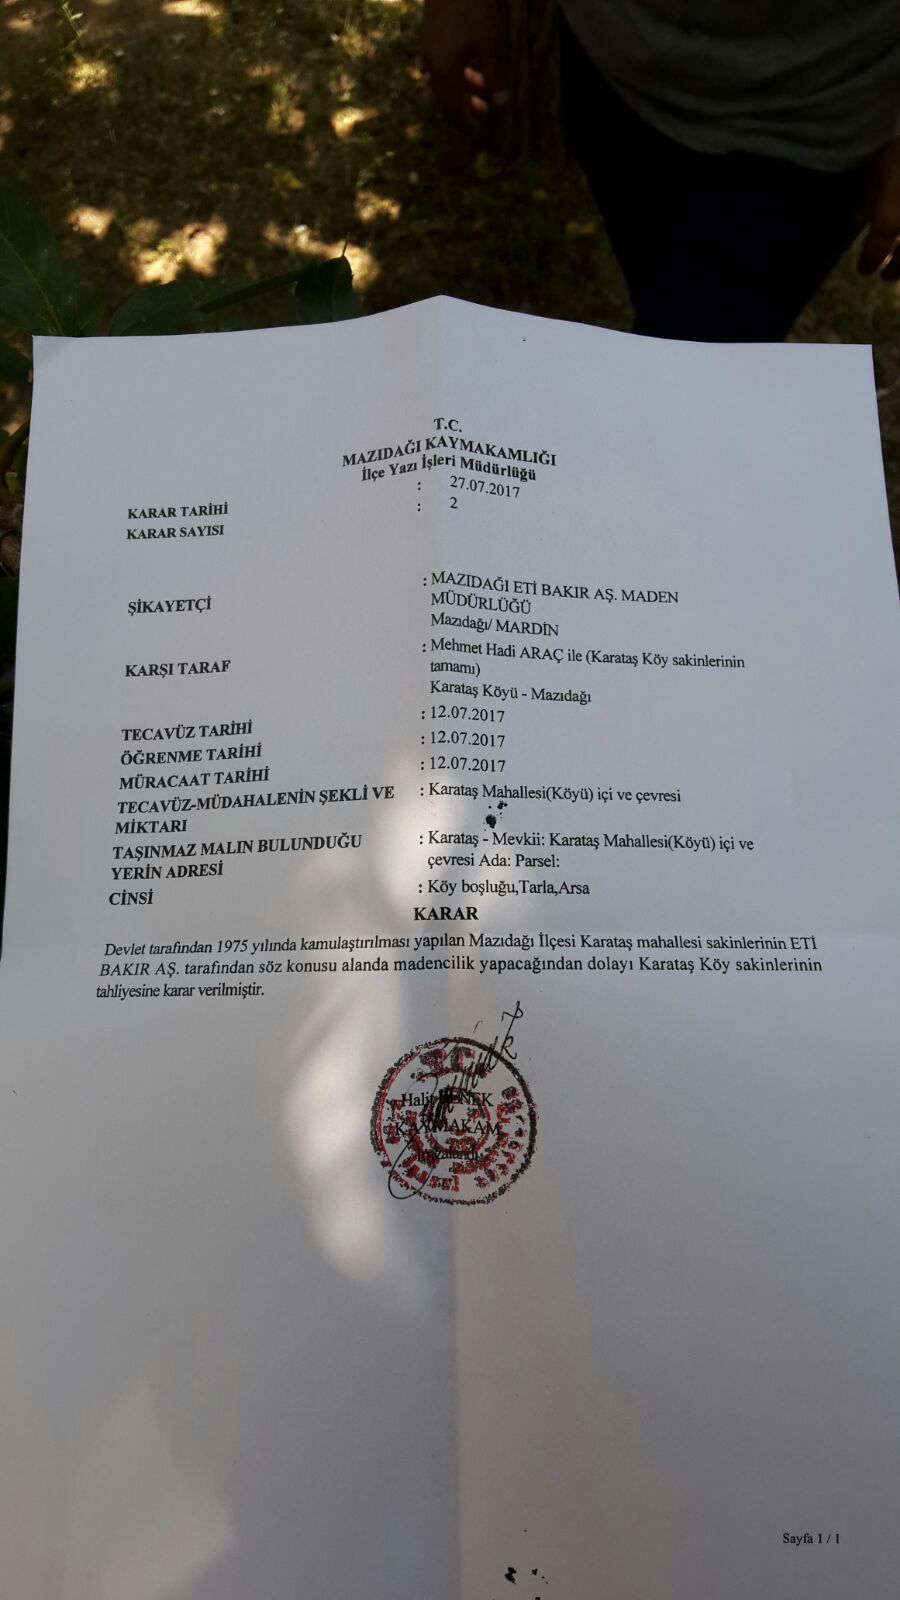 T.C.
MAZIDAĞI KAYMAKAMLIĞI
İlçe Yazı İşleri Müdürlüğü
KARAR TARİHİ : 27.07.2017
KARAR SAYISI : 2
ŞİKAYETÇİ : MAZIDAĞI ETİ BAKIR AŞ. MADEN
MÜDÜRLÜĞÜ
Mazıdağı/ MARDİN
KARŞI TARAF : Mehmet Hadi ARAÇ ile (Karataş Köy sakinlerinin
tamamı)
Karataş Köyü - Mazıdağı
TECAVÜZ TARİHİ : 12.07.2017
ÖĞRENME TARİHİ : 12.07.2017
MÜRACAAT TARİHİ : 12.07.2017
TECAVÜZ-MÜDAHALENİN ŞEKLİ VE : Karataş Mahallesi(Köyü) içi ve çevresi
MİKTARI
TAŞINMAZ MALIN BULUNDUĞU : Karataş - Mevkii: Karataş Mahallesi(Köyü) içi ve
YERİN ADRESİ çevresi Ada: Parsel:
CİNSİ : Köy boşluğu,Tarla,Arsa
KARAR
Devlet tarafından 1975 yılında kamulaştırılması yapılan Mazıdağı İlçesi Karataş mahallesi sakinlerinin ETİ
BAKIR AŞ. tarafından söz konusu alanda madencilik yapacağından dolayı Karataş Köy sakinlerinin
tahliyesine karar verilmiştir.
Halit
KAYMAKAM
İmzalandı
Sayfa 1 / 1